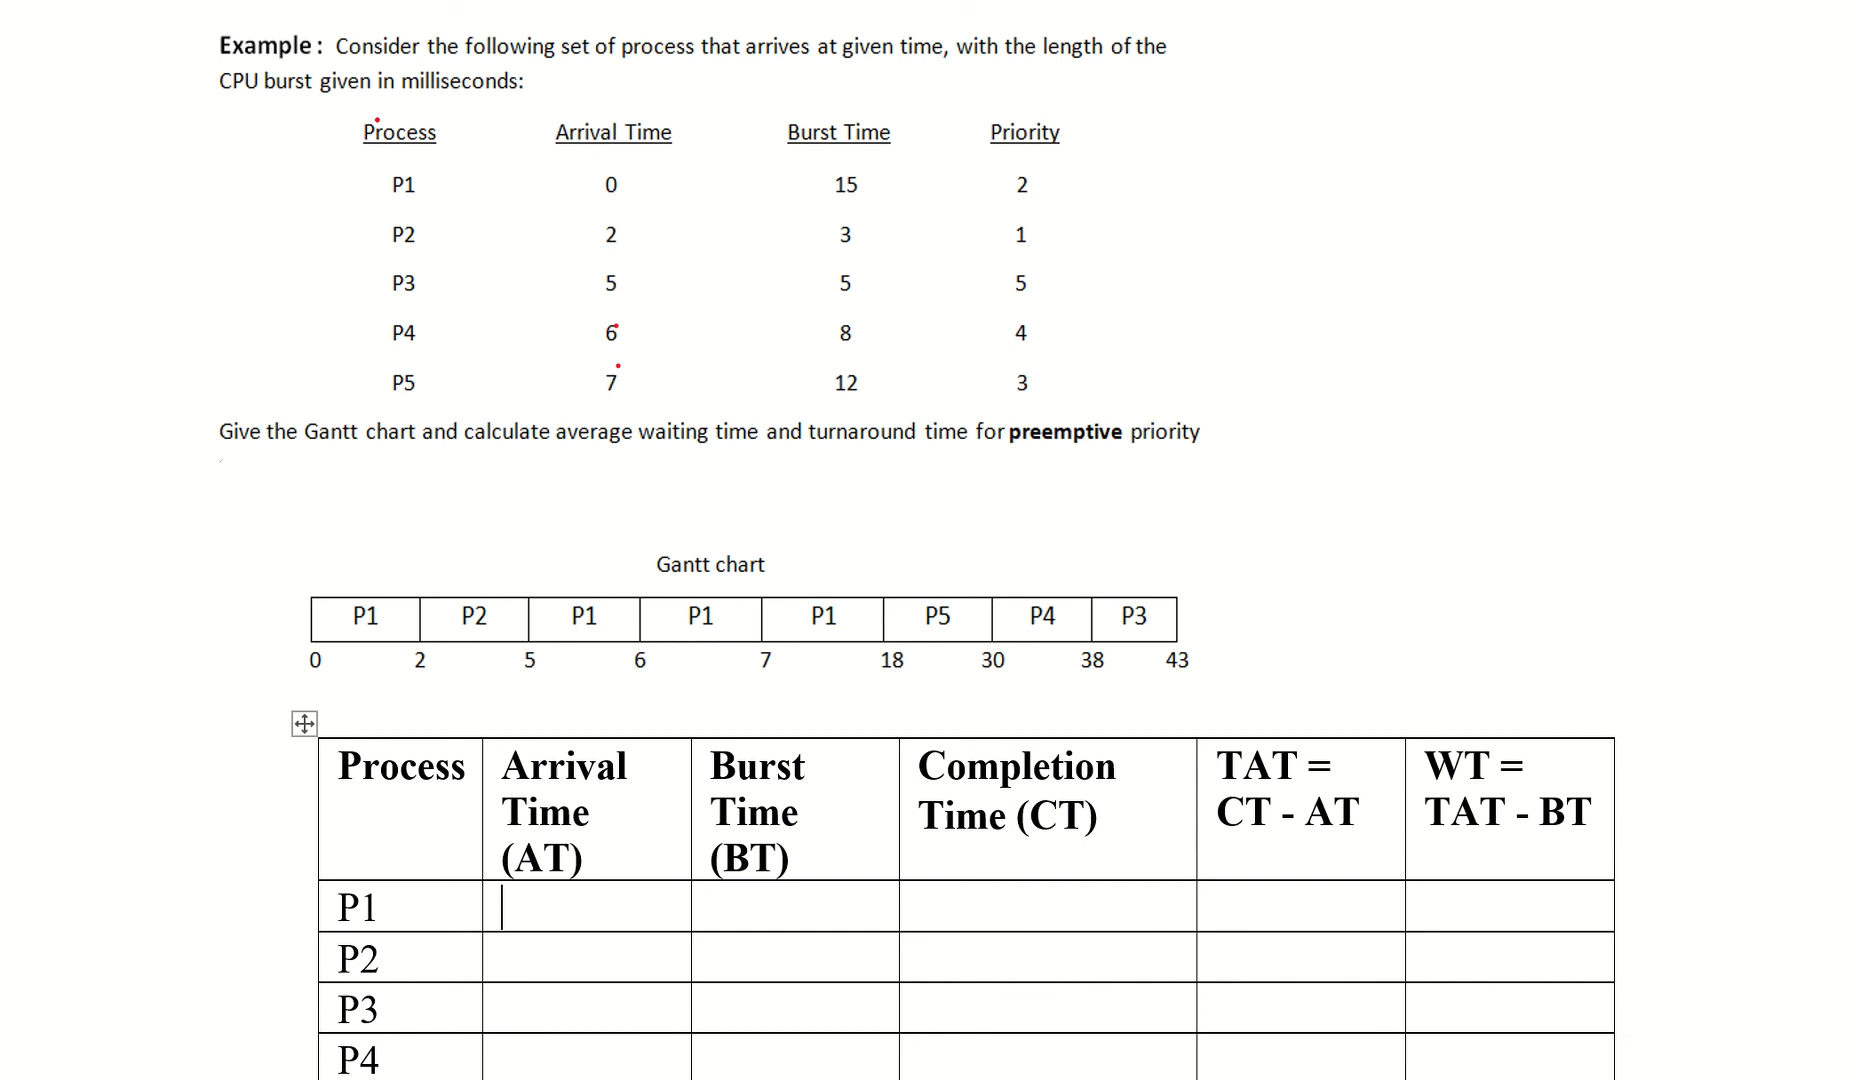 Example : Consider the following set of process that arrives at given time, with the length of the
CPU burst given in milliseconds:
Process Arrival Time Burst Time Priority
P1 0 15 2
P2 2 3 1
P3 5 5 5
P4 6 8 4
P5 7 12 3
Give the Gantt chart and calculate average waiting time and turnaround time for preemptive priority
Gantt chart
P1 P2 P1 P1 P1 P5 P4 P3
0 2 5 6 7 18 30 38 43
Process Arrival Time (AT) Burst Time (BT) Completion Time (CT) TAT = CT - AT WT = TAT - BT
P1
P2
P3
P4